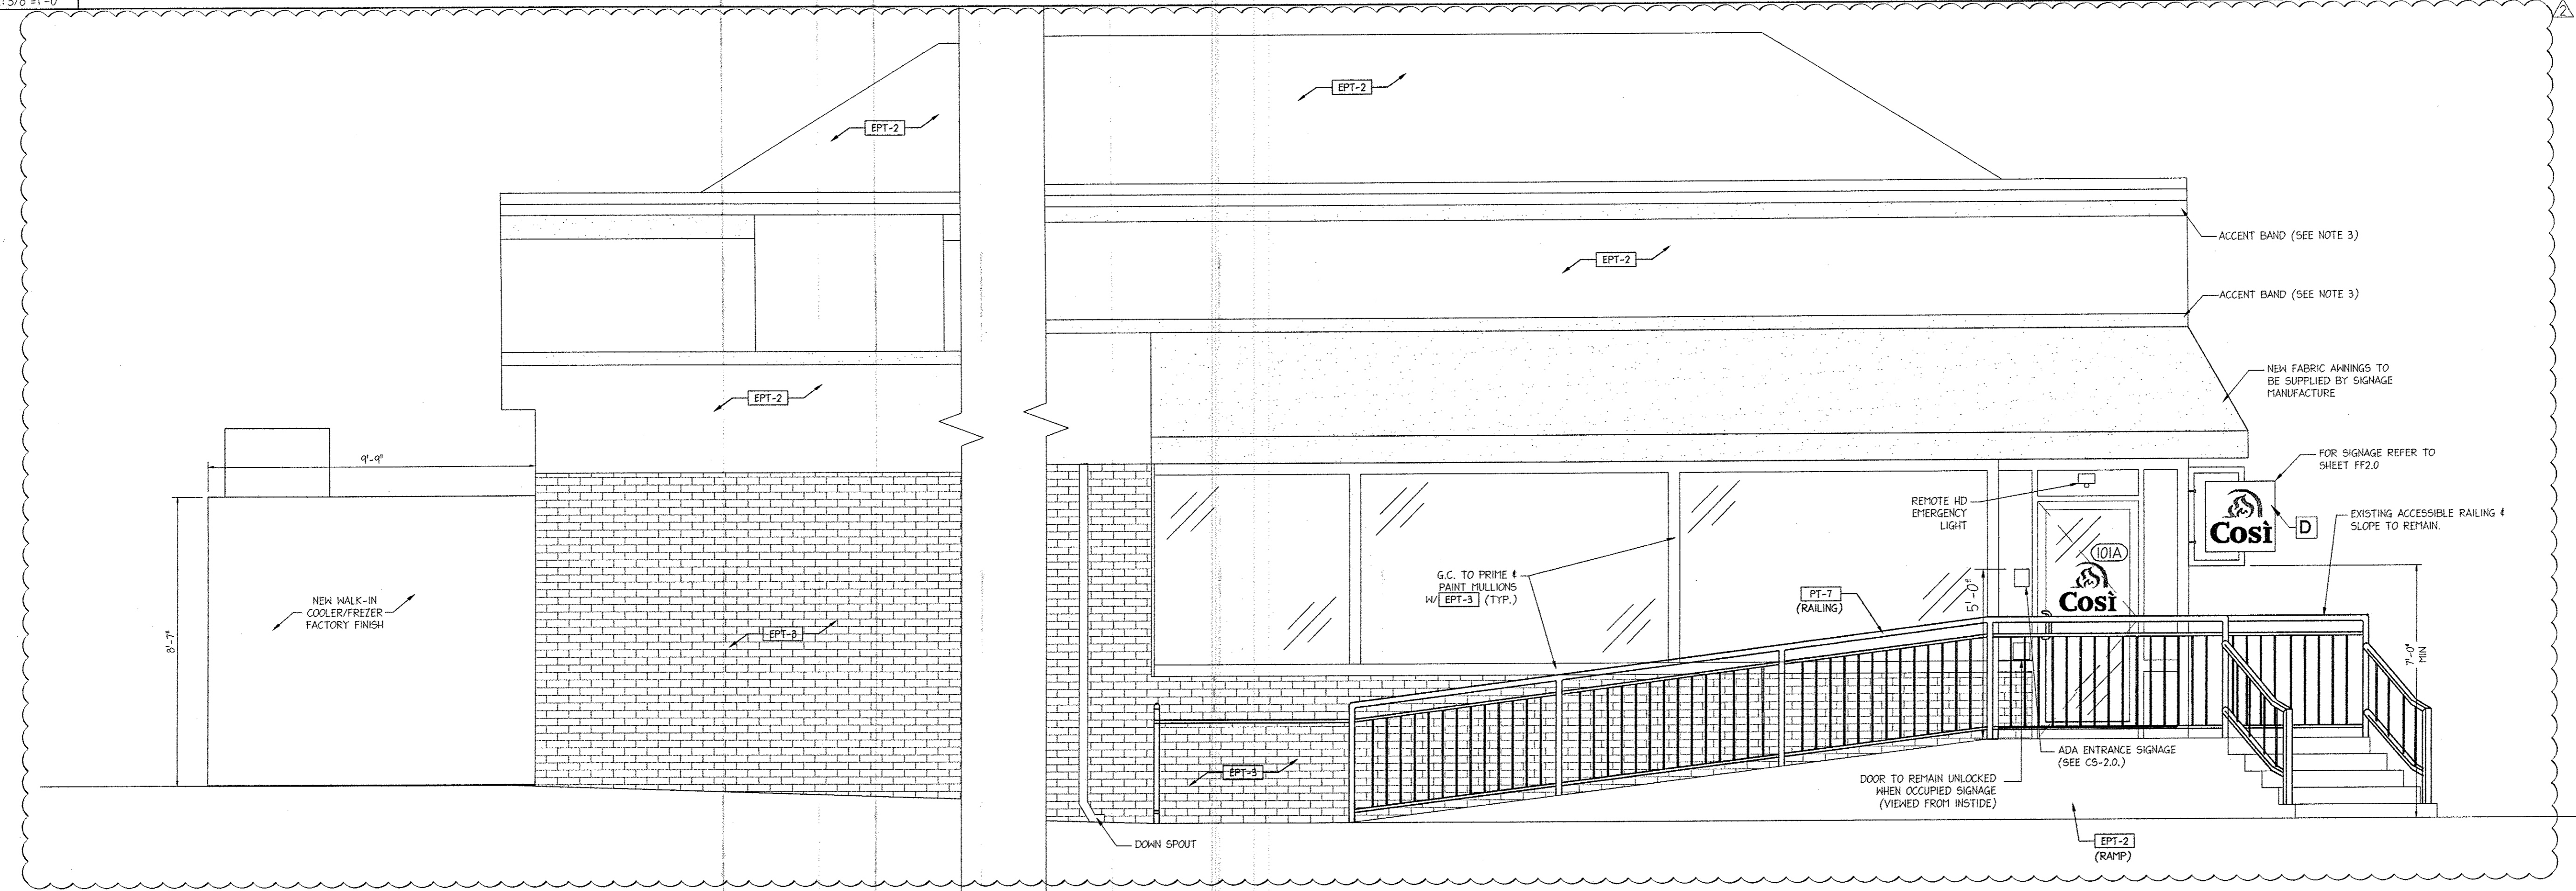 2
EPT-2
EPT-2
ACCENT BAND (SEE NOTE 3)
EPT-2
ACCENT BAND (SEE NOTE 3)
NEW FABRIC AWNINGS TO
BE SUPPLIED BY SIGNAGE
MANUFACTURE
EPT-2
9'-9"
FOR SIGNAGE REFER TO
SHEET FF2.0
REMOTE HD
EMERGENCY
LIGHT
Così
D
EXISTING ACCESSIBLE RAILING &
SLOPE TO REMAIN.
101A
Così
G.C. TO PRIME &
PAINT MULLIONS
W/ EPT-3 (TYP.)
PT-7
(RAILING)
5'-0"
NEW WALK-IN
COOLER/FREZER
FACTORY FINISH
8'-7"
EPT-3
7'-0"
MIN
EPT-3
ADA ENTRANCE SIGNAGE
(SEE CS-2.0.)
DOOR TO REMAIN UNLOCKED
WHEN OCCUPIED SIGNAGE
(VIEWED FROM INSTIDE)
DOWN SPOUT
EPT-2
(RAMP)